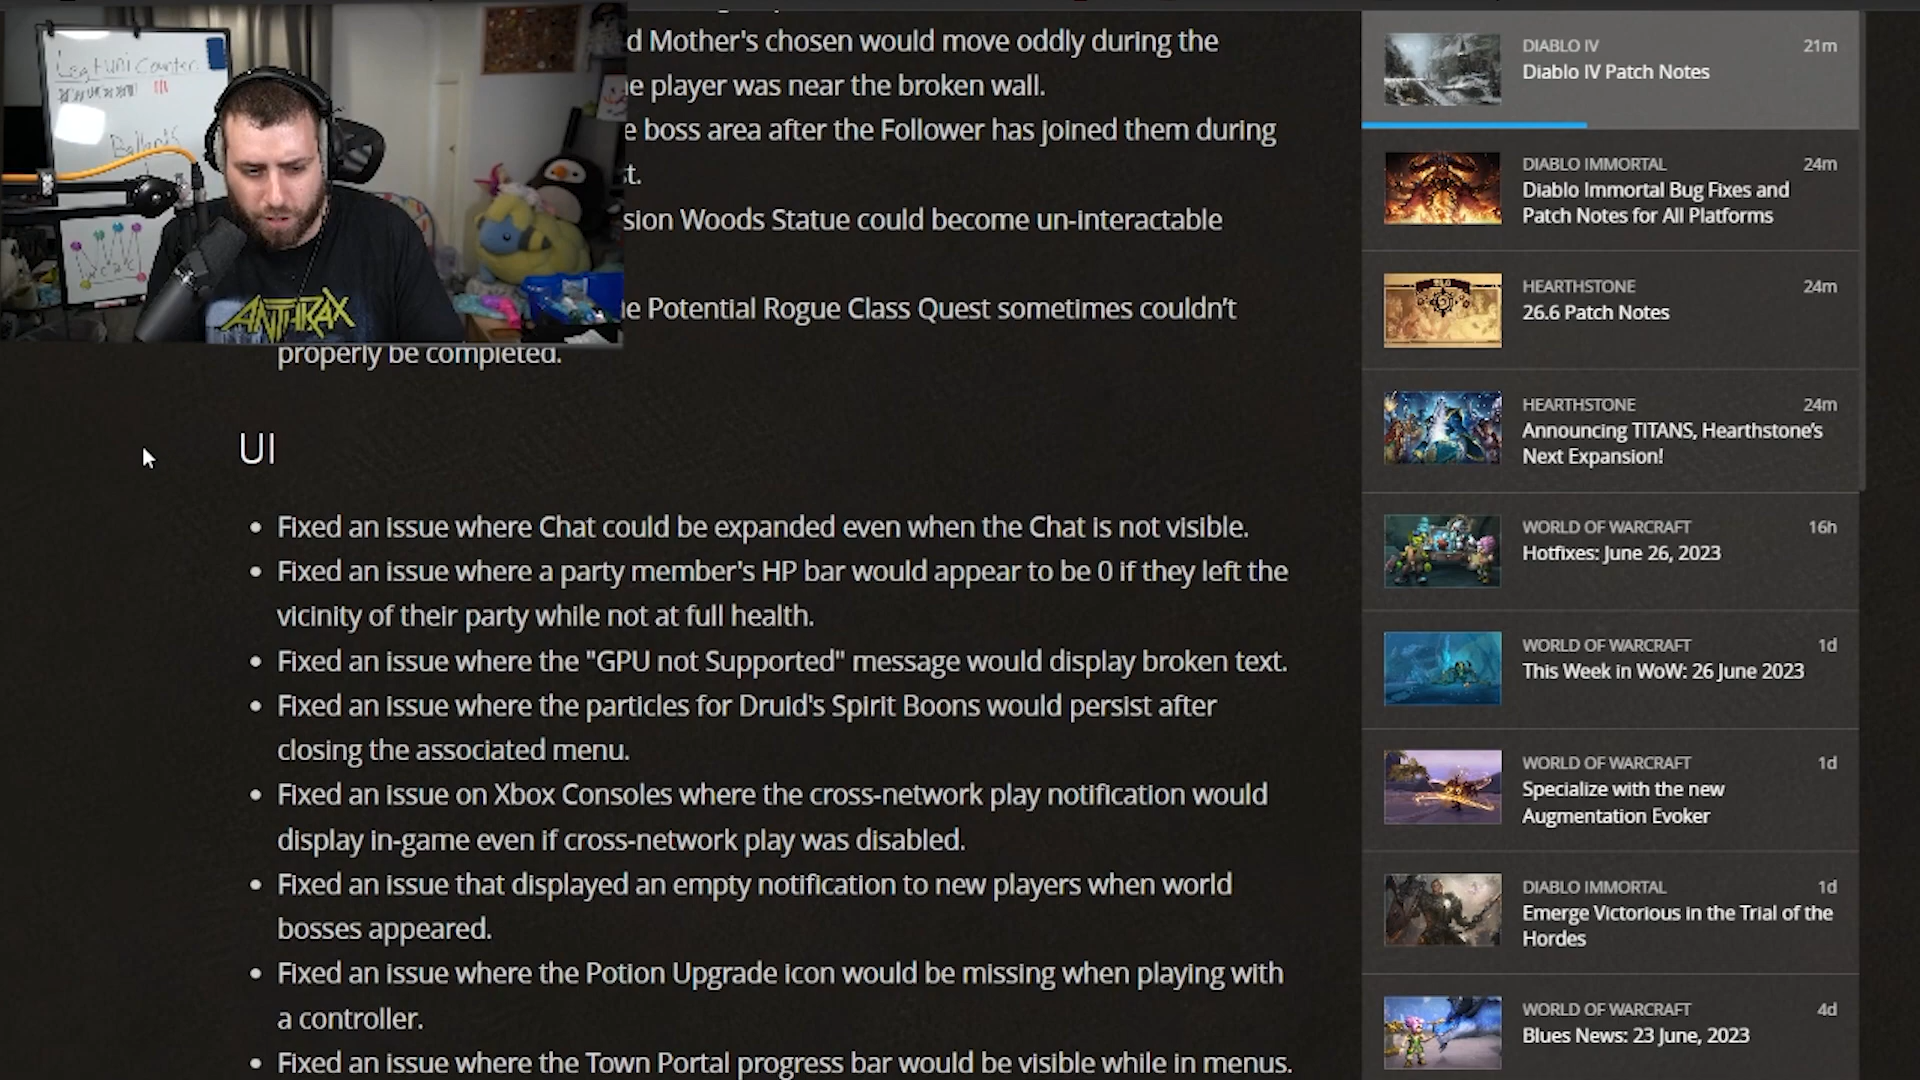 Leg Hurt Counter
ANTHRAX
d Mother's chosen would move oddly during the
e player was near the broken wall.
e boss area after the Follower has joined them during
st.
sion Woods Statue could become un-interactable
e Potential Rogue Class Quest sometimes couldn't
properly be completed.
UI
• Fixed an issue where Chat could be expanded even when the Chat is not visible.
• Fixed an issue where a party member's HP bar would appear to be 0 if they left the
vicinity of their party while not at full health.
• Fixed an issue where the "GPU not Supported" message would display broken text.
• Fixed an issue where the particles for Druid's Spirit Boons would persist after
closing the associated menu.
• Fixed an issue on Xbox Consoles where the cross-network play notification would
display in-game even if cross-network play was disabled.
• Fixed an issue that displayed an empty notification to new players when world
bosses appeared.
• Fixed an issue where the Potion Upgrade icon would be missing when playing with
a controller.
• Fixed an issue where the Town Portal progress bar would be visible while in menus.
DIABLO IV 21m
Diablo IV Patch Notes
DIABLO IMMORTAL 24m
Diablo Immortal Bug Fixes and
Patch Notes for All Platforms
HEARTHSTONE 24m
26.6 Patch Notes
HEARTHSTONE 24m
Announcing TITANS, Hearthstone's
Next Expansion!
WORLD OF WARCRAFT 16h
Hotfixes: June 26, 2023
WORLD OF WARCRAFT 1d
This Week in WoW: 26 June 2023
WORLD OF WARCRAFT 1d
Specialize with the new
Augmentation Evoker
DIABLO IMMORTAL 1d
Emerge Victorious in the Trial of the
Hordes
WORLD OF WARCRAFT 4d
Blues News: 23 June, 2023